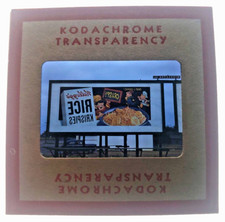 KODACHROME
TRANSPARENCY
Kellogg's
RICE
KRISPIES
KODACHROME
TRANSPARENCY